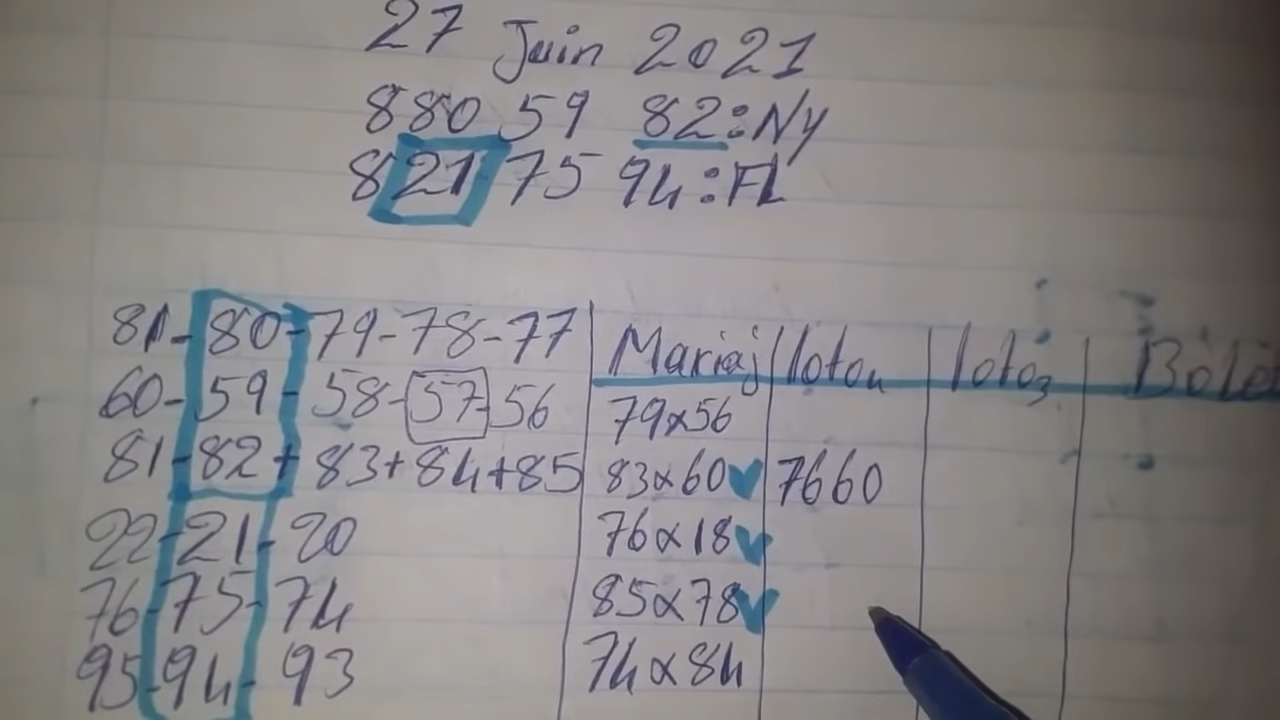 27 Juin 2021
880 59 82:Ny
821 75 94:FL
81-80-79-78-77 Mariaj loto4 loto3 Bòlèt
60-59-58-57-56 79x56
81-82+83+84+85 83x60 7660
22-21-20 76x18
76-75-74 85x78
95-94-93 74x84